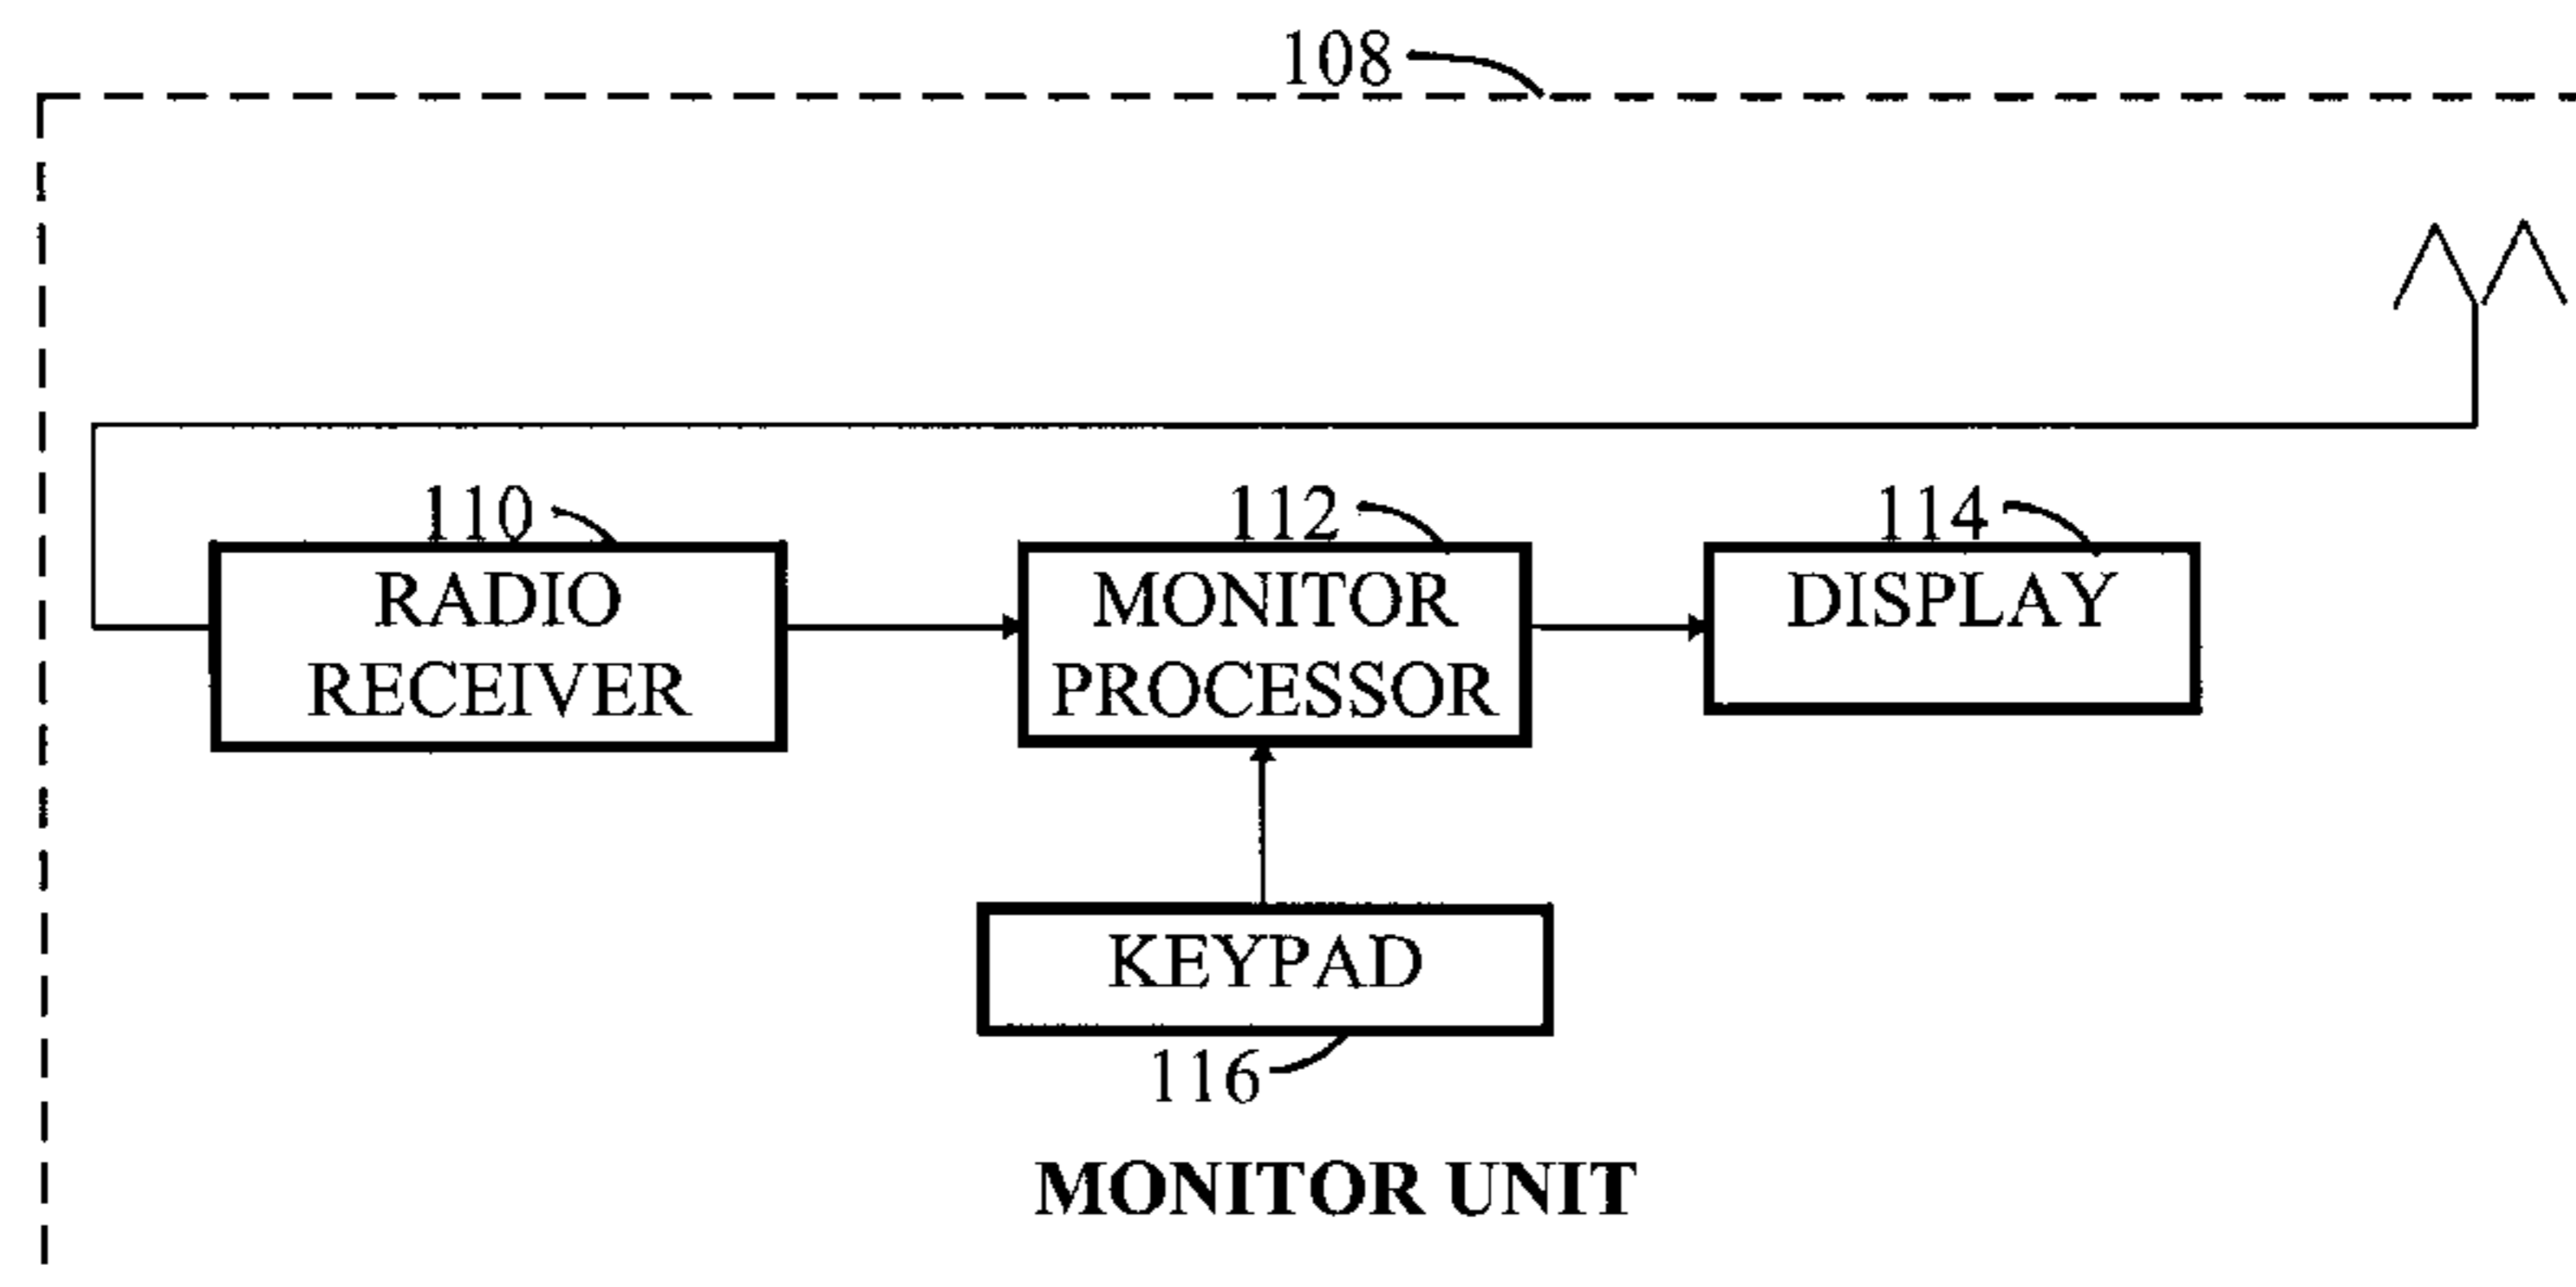 108
110
112
114
RADIO
RECEIVER
MONITOR
PROCESSOR
DISPLAY
KEYPAD
116
MONITOR UNIT